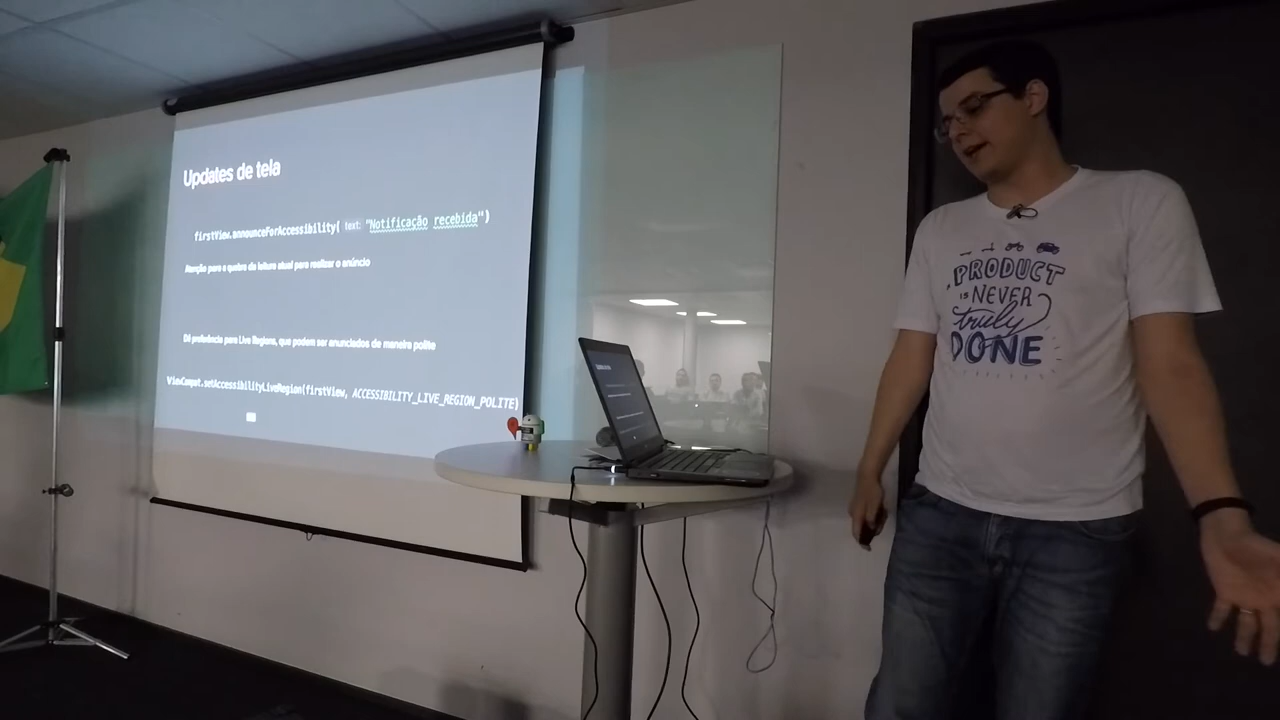 Updates de tela
firstView.announceForAccessibility( text: "Notificação recebida")
Atenção para a quebra da leitura atual para realizar o anúncio
Dê preferência para Live Regions, que podem ser anunciados de maneira polite
ViewCompat.setAccessibilityLiveRegion(firstView, ACCESSIBILITY_LIVE_REGION_POLITE)
PRODUCT
IS NEVER
truly
DONE